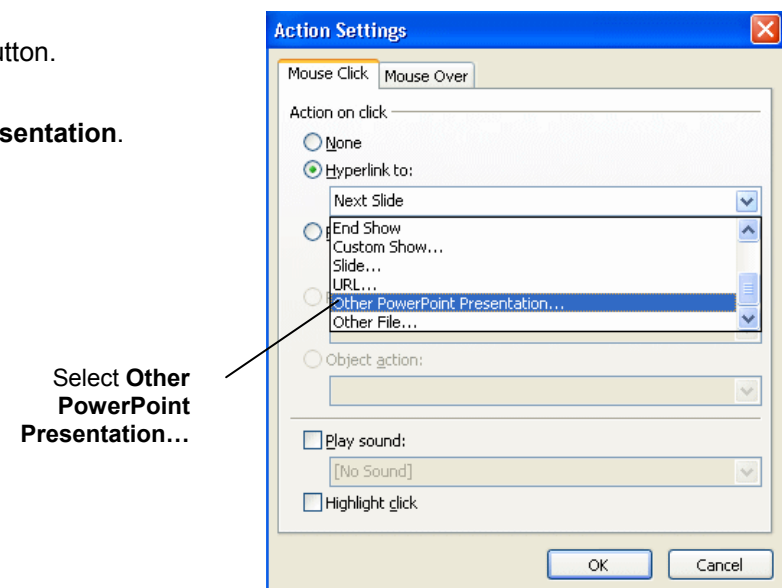 utton.
sentation.
Action Settings
Mouse Click Mouse Over
Action on click
None
Hyperlink to:
Next Slide
End Show
Custom Show...
Slide...
URL...
Other PowerPoint Presentation...
Other File...
Object action:
Select Other
PowerPoint
Presentation…
Play sound:
[No Sound]
Highlight click
OK Cancel